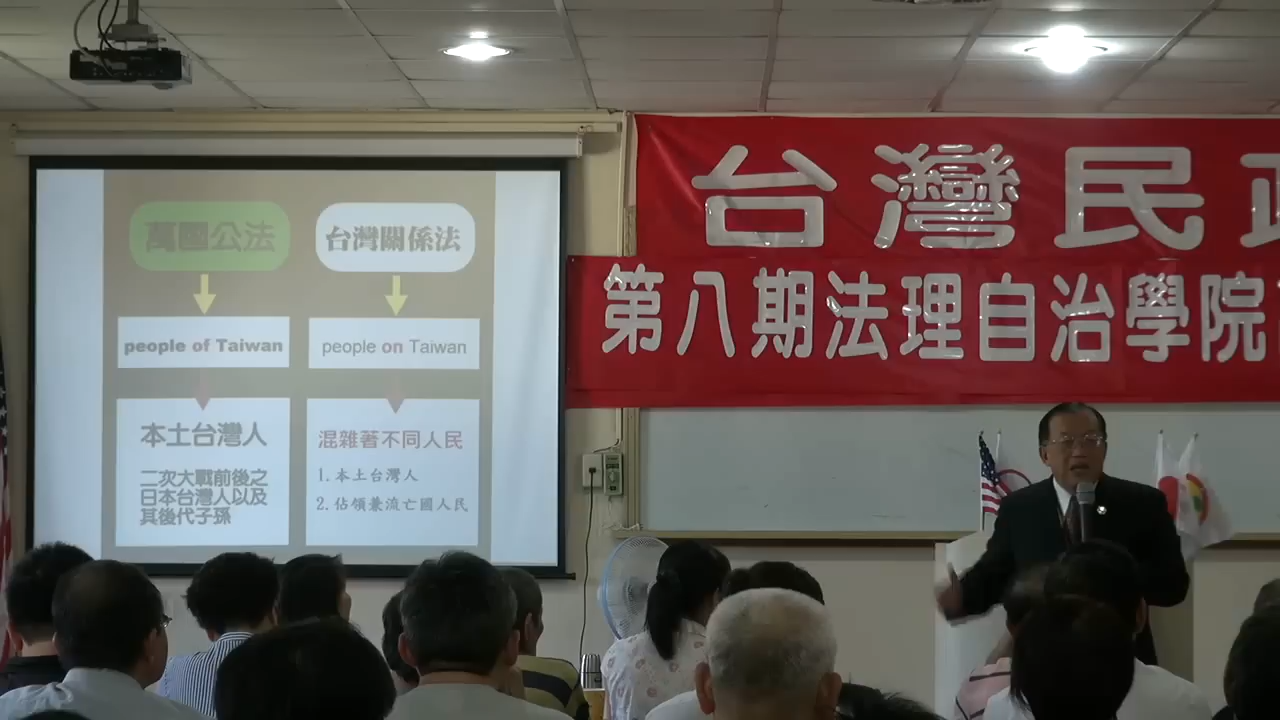 萬國公法
台灣關係法
people of Taiwan
people on Taiwan
本土台灣人
二次大戰前後之
日本台灣人以及
其後代子孫
混雜著不同人民
1.本土台灣人
2.佔領兼流亡國人民
台灣民政
第八期法理自治學院